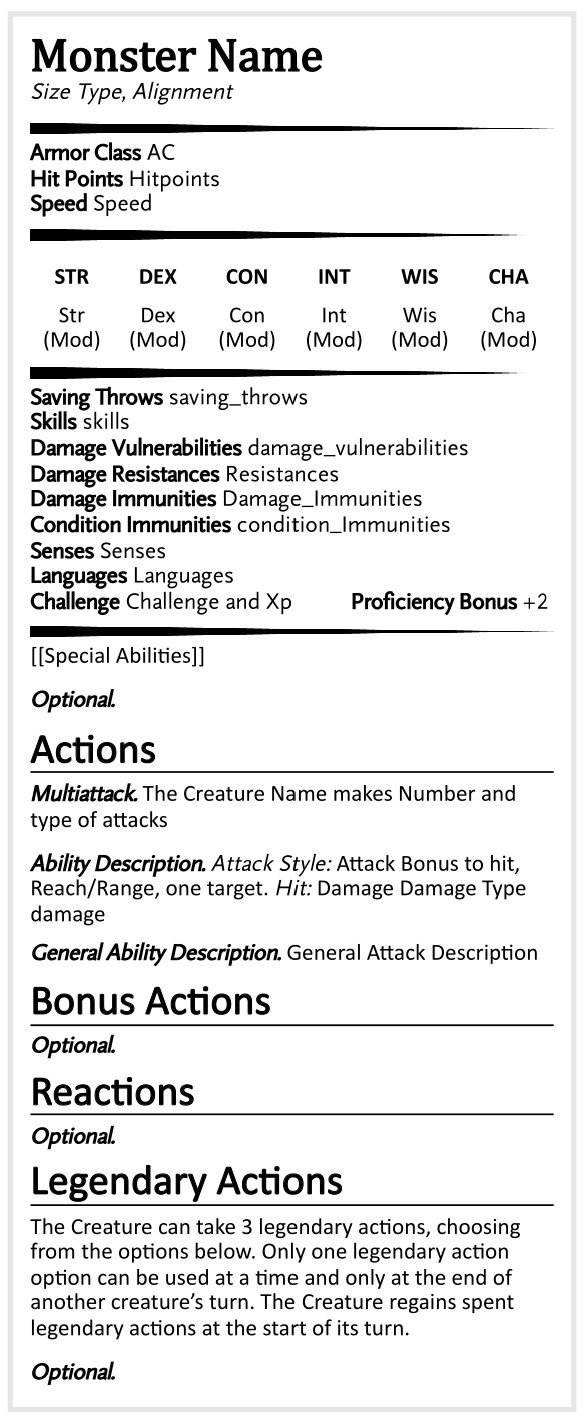 Monster Name
Size Type, Alignment
Armor Class AC
Hit Points Hitpoints
Speed Speed
STR DEX CON INT WIS CHA
Str Dex Con Int Wis Cha
(Mod) (Mod) (Mod) (Mod) (Mod) (Mod)
Saving Throws saving_throws
Skills skills
Damage Vulnerabilities damage_vulnerabilities
Damage Resistances Resistances
Damage Immunities Damage_Immunities
Condition Immunities condition_Immunities
Senses Senses
Languages Languages
Challenge Challenge and Xp Proficiency Bonus +2
[[Special Abilities]]
Optional.
Actions
Multiattack. The Creature Name makes Number and
type of attacks
Ability Description. Attack Style: Attack Bonus to hit,
Reach/Range, one target. Hit: Damage Damage Type
damage
General Ability Description. General Attack Description
Bonus Actions
Optional.
Reactions
Optional.
Legendary Actions
The Creature can take 3 legendary actions, choosing
from the options below. Only one legendary action
option can be used at a time and only at the end of
another creature's turn. The Creature regains spent
legendary actions at the start of its turn.
Optional.